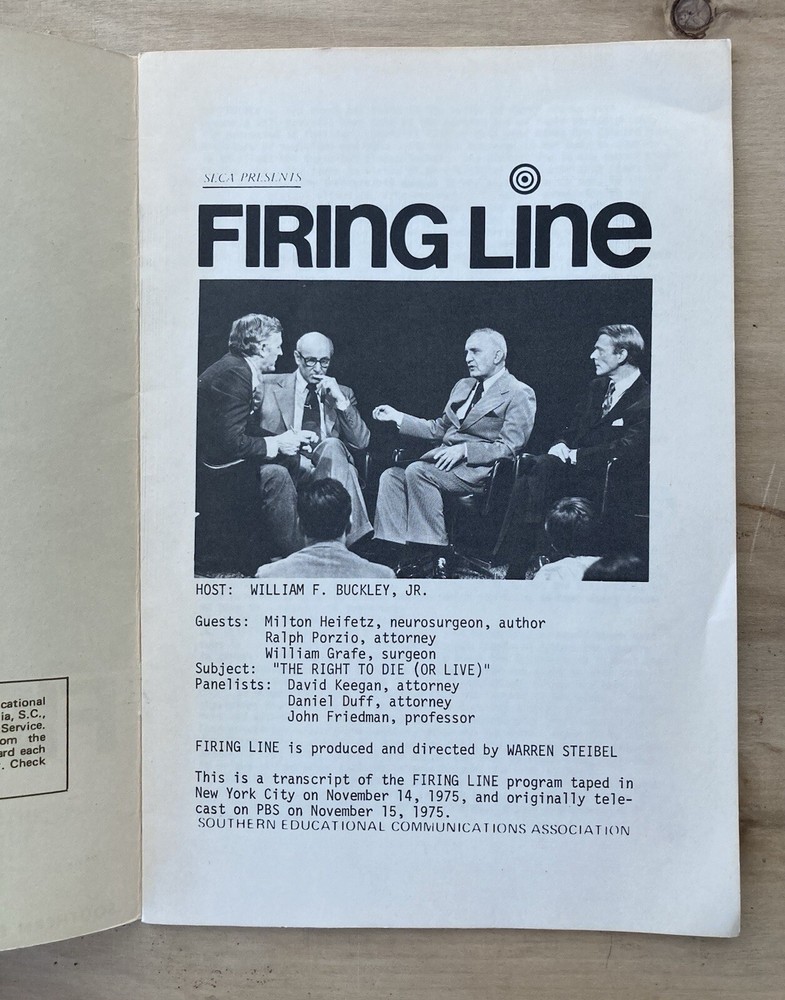 cational
ia, S.C.,
Service.
om the
ard each
. Check
SECA PRESENTS
FIRING LINE
HOST: WILLIAM F. BUCKLEY, JR.
Guests: Milton Heifetz, neurosurgeon, author
Ralph Porzio, attorney
William Grafe, surgeon
Subject: "THE RIGHT TO DIE (OR LIVE)"
Panelists: David Keegan, attorney
Daniel Duff, attorney
John Friedman, professor
FIRING LINE is produced and directed by WARREN STEIBEL
This is a transcript of the FIRING LINE program taped in
New York City on November 14, 1975, and originally tele-
cast on PBS on November 15, 1975.
SOUTHERN EDUCATIONAL COMMUNICATIONS ASSOCIATION